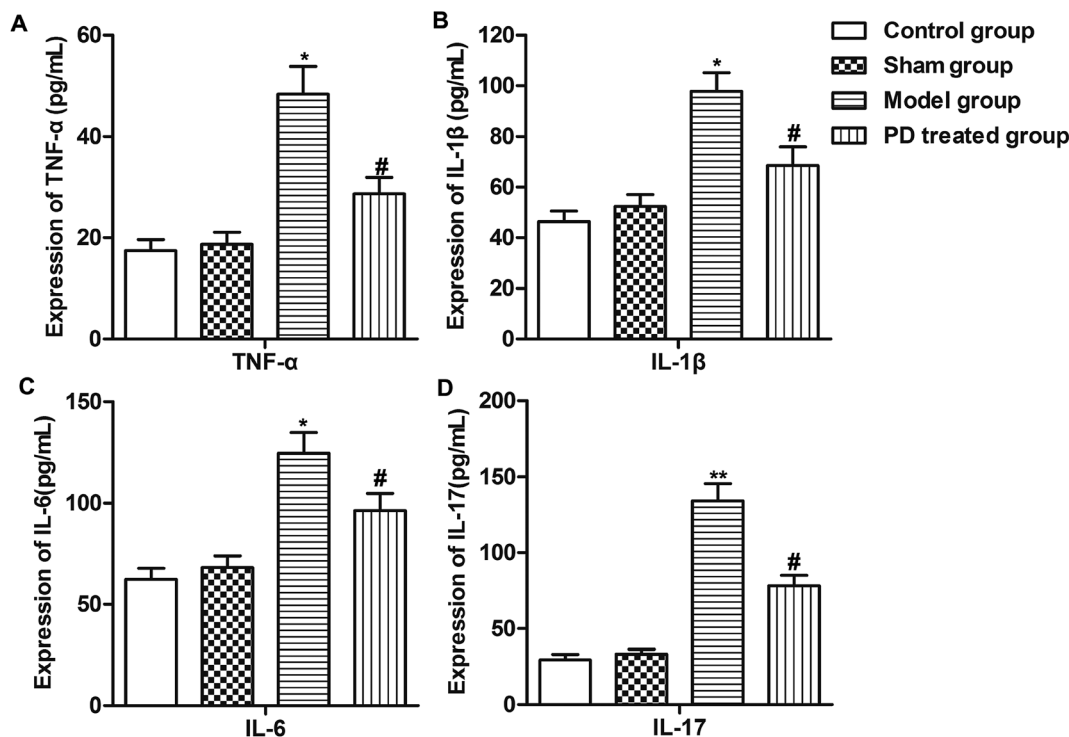 A
Expression of TNF-α (pg/mL)
60
40
20
0
*
#
TNF-α
B
Expression of IL-1β (pg/mL)
120
100
80
60
40
20
0
*
#
IL-1β
Control group
Sham group
Model group
PD treated group
C
Expression of IL-6(pg/mL)
150
100
50
0
*
#
IL-6
D
Expression of IL-17(pg/mL)
200
150
100
50
0
**
#
IL-17